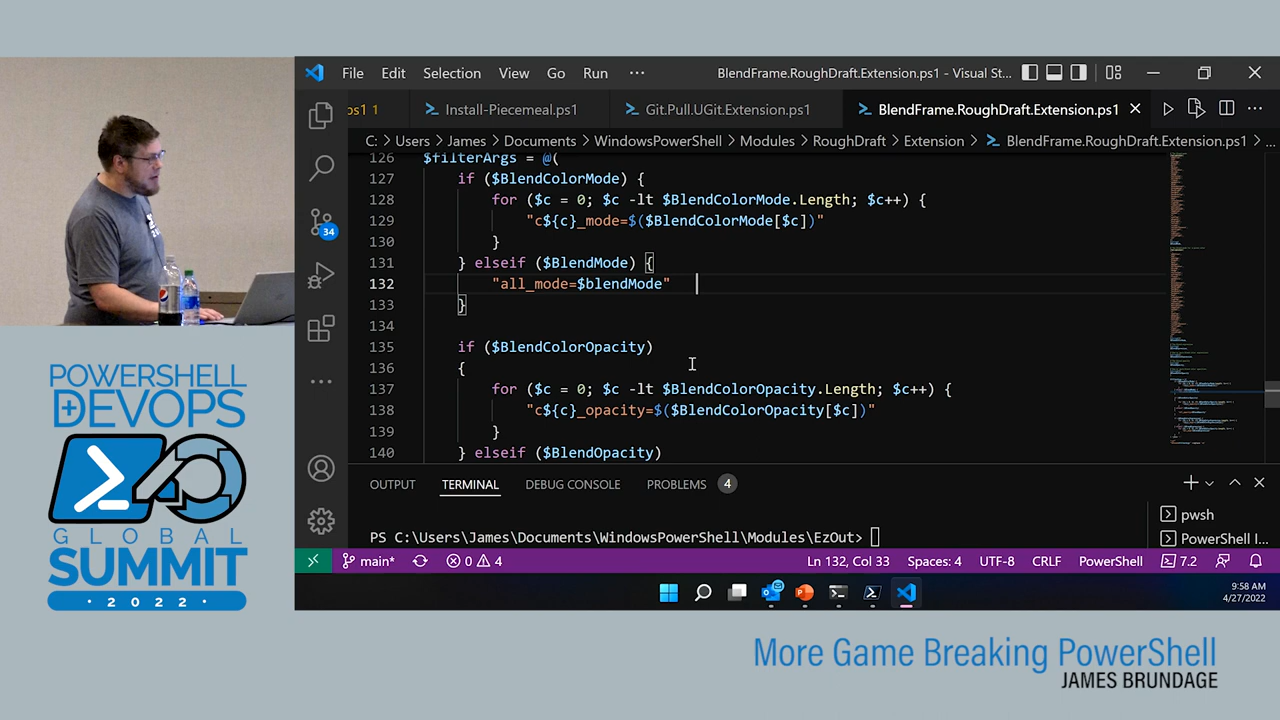 File Edit Selection View Go Run ··· BlendFrame.RoughDraft.Extension.ps1 - Visual St...
ps1 1 Install-Piecemeal.ps1 Git.Pull.UGit.Extension.ps1 BlendFrame.RoughDraft.Extension.ps1
C: > Users > James > Documents > WindowsPowerShell > Modules > RoughDraft > Extension > BlendFrame.RoughDraft.Extension.ps1 > ...
126 $filterArgs = @(
127 if ($BlendColorMode) {
128 for ($c = 0; $c -lt $BlendColorMode.Length; $c++) {
129 "c${c}_mode=$($BlendColorMode[$c])"
130 }
131 } elseif ($BlendMode) {
132 "all_mode=$blendMode"
133 }
134
135 if ($BlendColorOpacity)
136 {
137 for ($c = 0; $c -lt $BlendColorOpacity.Length; $c++) {
138 "c${c}_opacity=$($BlendColorOpacity[$c])"
139 }
140 } elseif ($BlendOpacity)
34
OUTPUT TERMINAL DEBUG CONSOLE PROBLEMS 4
PS C:\Users\James\Documents\WindowsPowerShell\Modules\EzOut>
pwsh
PowerShell I...
main* 0 4 Ln 132, Col 33 Spaces: 4 UTF-8 CRLF PowerShell 7.2
9:58 AM
4/27/2022
POWERSHELL
+DEVOPS
GLOBAL
SUMMIT
· 2022 ·
More Game Breaking PowerShell
JAMES BRUNDAGE